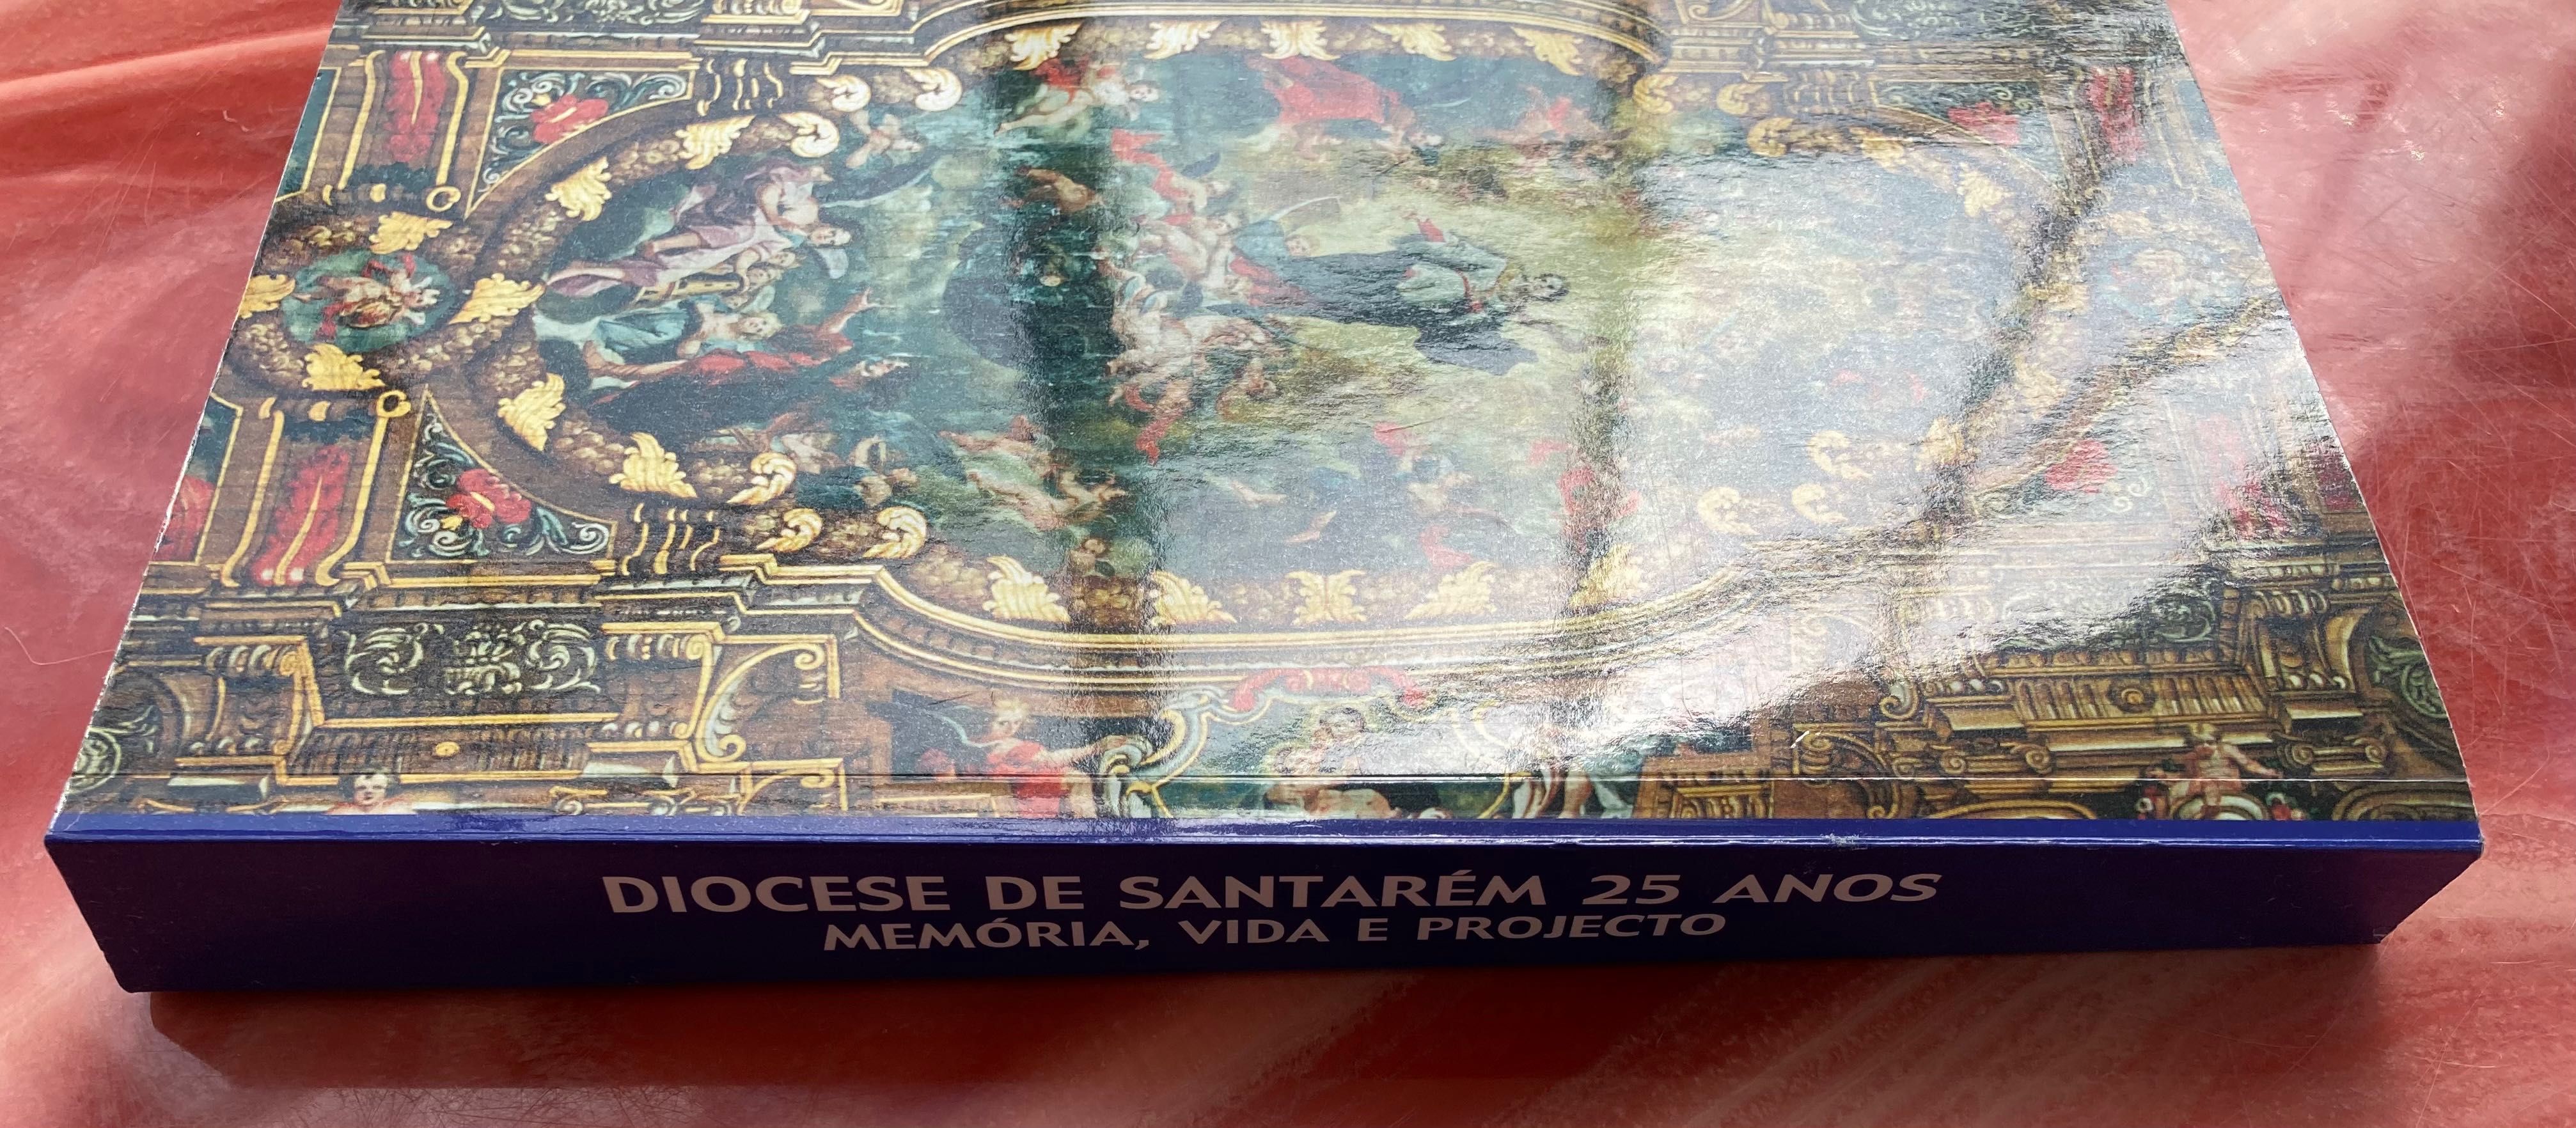 DIOCESE DE SANTARÉM 25 ANOS
MEMÓRIA, VIDA E PROJECTO